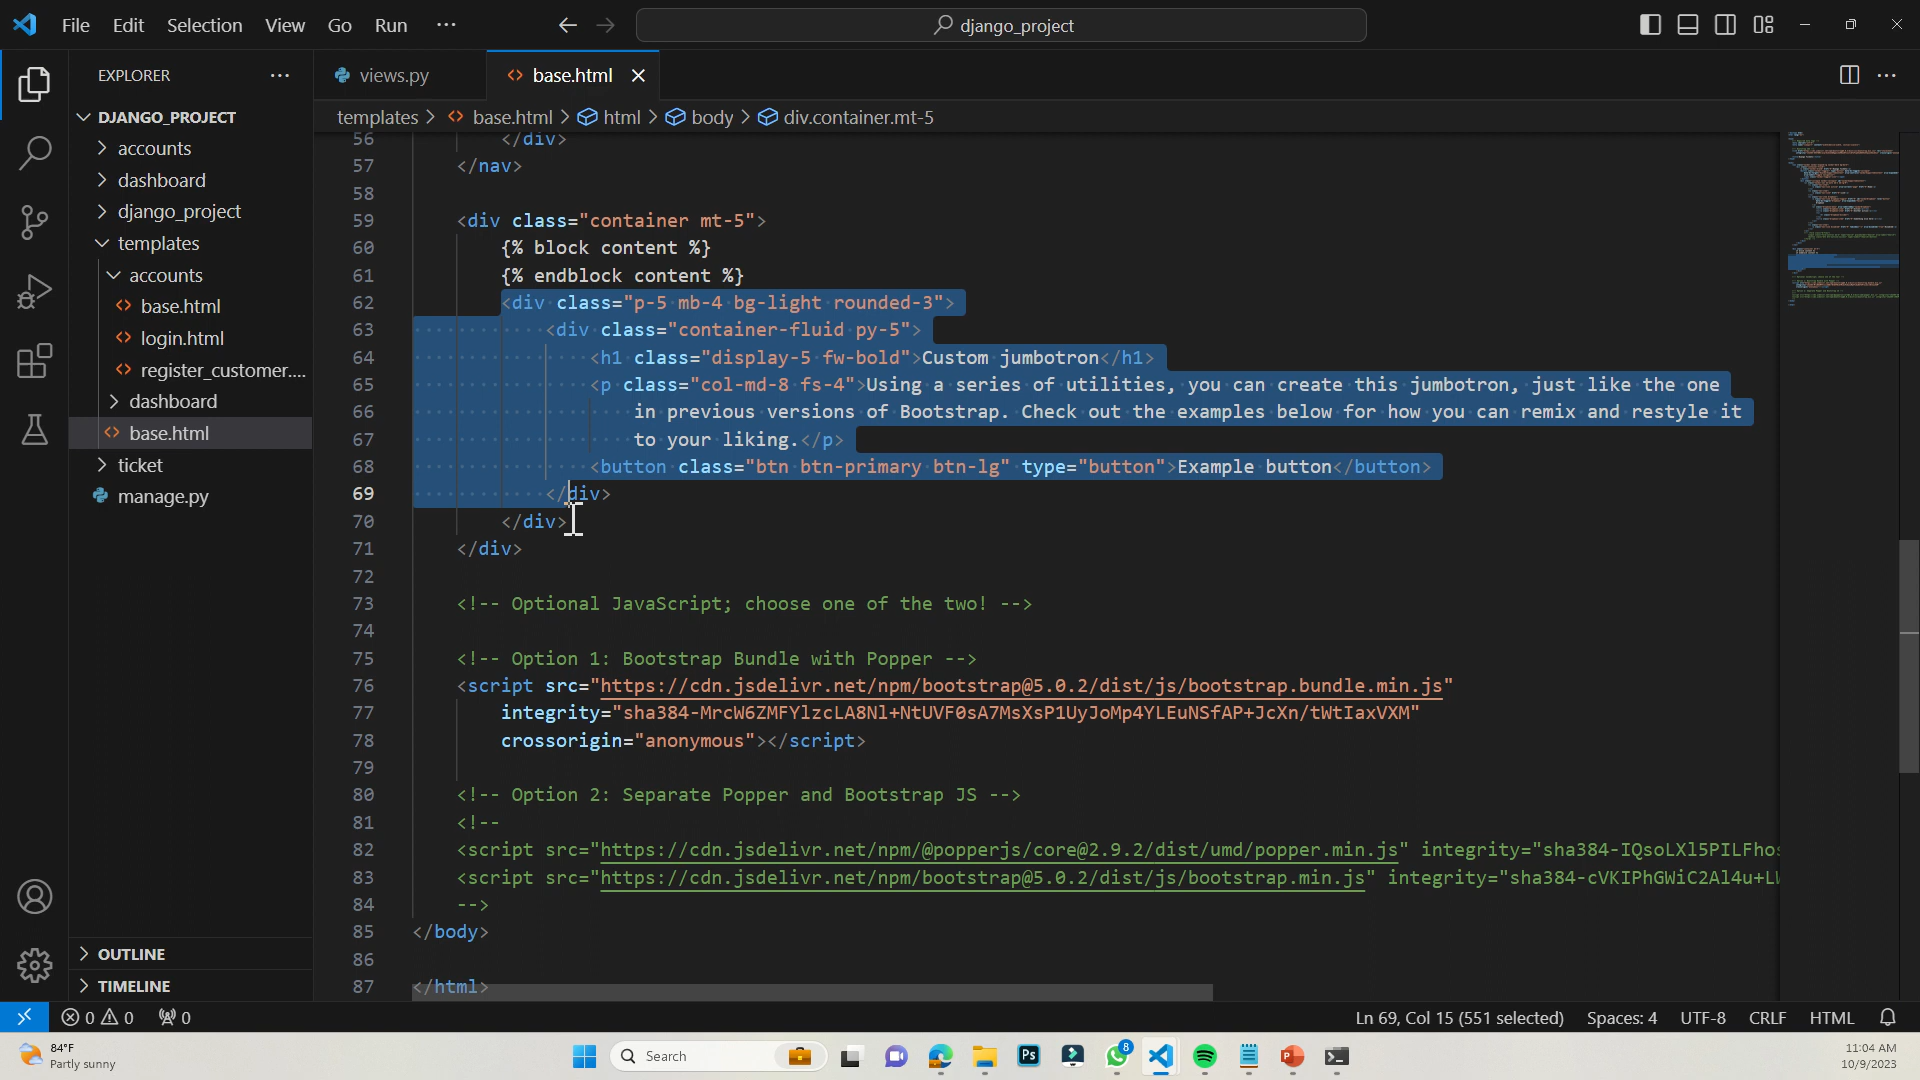 File Edit Selection View Go Run ···
django_project
EXPLORER ···
DJANGO_PROJECT
accounts
dashboard
django_project
templates
accounts
base.html
login.html
register_customer....
dashboard
base.html
ticket
manage.py
OUTLINE
TIMELINE
views.py
base.html
templates > base.html > html > body > div.container.mt-5
56 </div>
57 </nav>
58
59 <div class="container mt-5">
60 {% block content %}
61 {% endblock content %}
62 <div class="p-5 mb-4 bg-light rounded-3">
63 <div class="container-fluid py-5">
64 <h1 class="display-5 fw-bold">Custom jumbotron</h1>
65 <p class="col-md-8 fs-4">Using a series of utilities, you can create this jumbotron, just like the one
66 in previous versions of Bootstrap. Check out the examples below for how you can remix and restyle it
67 to your liking.</p>
68 <button class="btn btn-primary btn-lg" type="button">Example button</button>
69 </div>
70 </div>
71 </div>
72
73 <!-- Optional JavaScript; choose one of the two! -->
74
75 <!-- Option 1: Bootstrap Bundle with Popper -->
76 <script src="https://cdn.jsdelivr.net/npm/bootstrap@5.0.2/dist/js/bootstrap.bundle.min.js"
77 integrity="sha384-MrcW6ZMFYlzcLA8Nl+NtUVF0sA7MsXsP1UyJoMp4YLEuNSfAP+JcXn/tWtIaxVXM"
78 crossorigin="anonymous"></script>
79
80 <!-- Option 2: Separate Popper and Bootstrap JS -->
81 <!--
82 <script src="https://cdn.jsdelivr.net/npm/@popperjs/core@2.9.2/dist/umd/popper.min.js" integrity="sha384-IQsoLXl5PILFhos
83 <script src="https://cdn.jsdelivr.net/npm/bootstrap@5.0.2/dist/js/bootstrap.min.js" integrity="sha384-cVKIPhGWiC2Al4u+LW
84 -->
85 </body>
86
87 </html>
0 0 0
Ln 69, Col 15 (551 selected) Spaces: 4 UTF-8 CRLF HTML
84°F
Partly sunny
Search
Ps
8
11:04 AM
10/9/2023